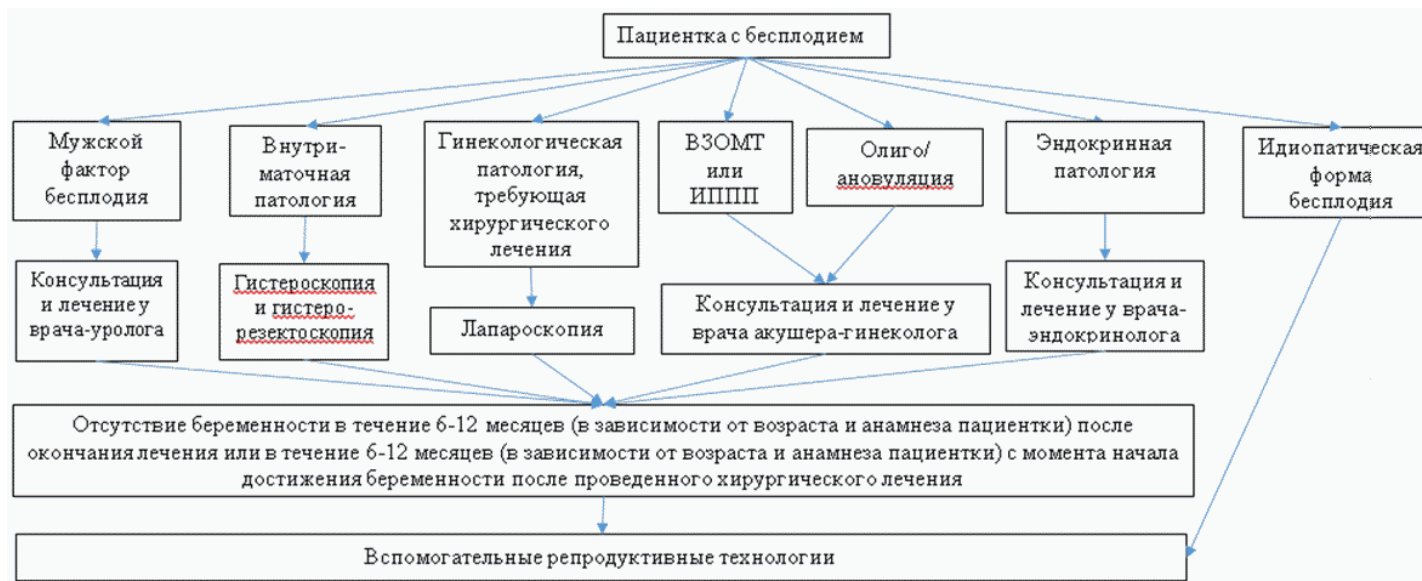 Пациентка с бесплодием
Мужской
фактор
бесплодия
Внутри-
маточная
патология
Гинекологическая
патология,
требующая
хирургического
лечения
ВЗОМТ
или
ИППП
Олиго/
ановуляция
Эндокринная
патология
Идиопатическая
форма
бесплодия
Консультация
и лечение у
врача-уролога
Гистероскопия
и гистеро-
резектоскопия
Лапароскопия
Консультация и лечение у
врача акушера-гинеколога
Консультация и
лечение у врача-
эндокринолога
Отсутствие беременности в течение 6-12 месяцев (в зависимости от возраста и анамнеза пациентки) после
окончания лечения или в течение 6-12 месяцев (в зависимости от возраста и анамнеза пациентки) с момента начала
достижения беременности после проведенного хирургического лечения
Вспомогательные репродуктивные технологии